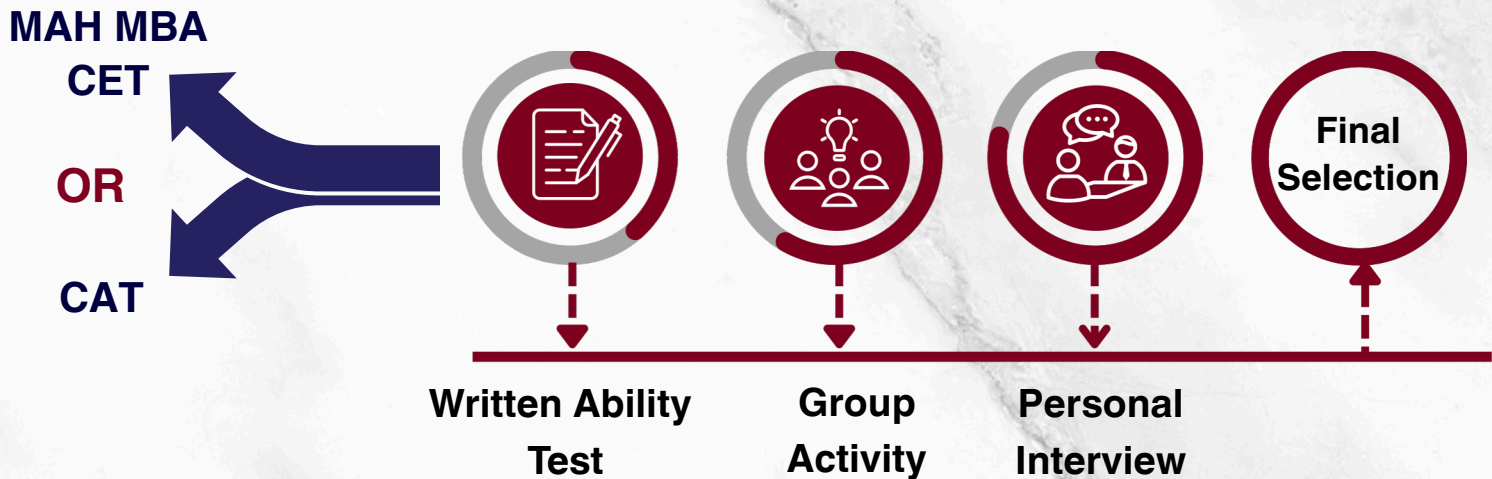 MAH MBA
CET
OR
CAT
Final
Selection
Written Ability
Test
Group
Activity
Personal
Interview